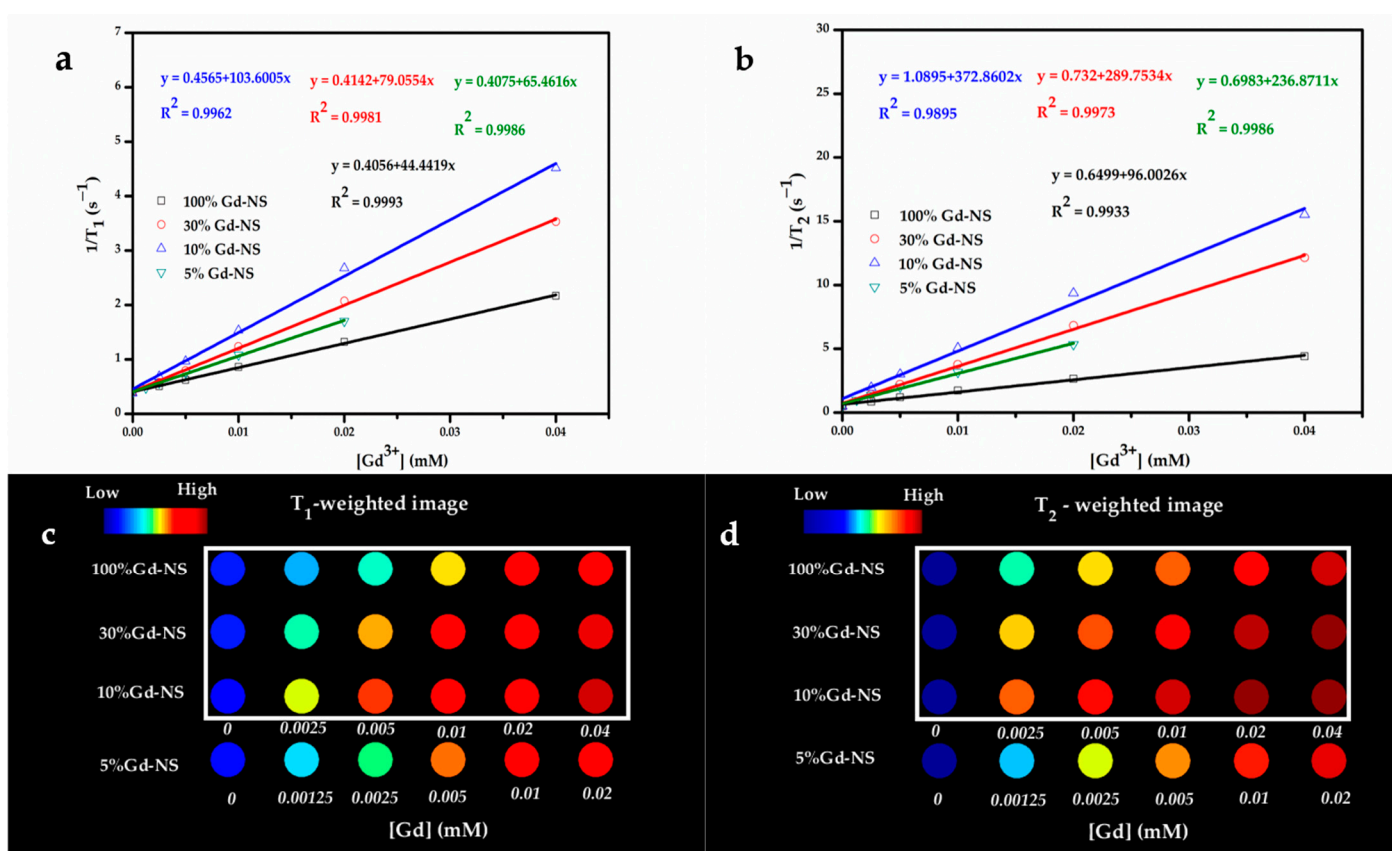 a
y = 0.4565+103.6005x
R2 = 0.9962
y = 0.4142+79.0554x
R2 = 0.9981
y = 0.4075+65.4616x
R2 = 0.9986
y = 0.4056+44.4419x
R2 = 0.9993
100% Gd-NS
30% Gd-NS
10% Gd-NS
5% Gd-NS
1/T1 (s−1)
7
6
5
4
3
2
1
0
0.00 0.01 0.02 0.03 0.04
[Gd3+] (mM)
b
y = 1.0895+372.8602x
R2 = 0.9895
y = 0.732+289.7534x
R2 = 0.9973
y = 0.6983+236.8711x
R2 = 0.9986
y = 0.6499+96.0026x
R2 = 0.9933
100% Gd-NS
30% Gd-NS
10% Gd-NS
5% Gd-NS
1/T2 (s−1)
30
25
20
15
10
5
0
0.00 0.01 0.02 0.03 0.04
[Gd3+] (mM)
Low High
T1-weighted image
c
100%Gd-NS
30%Gd-NS
10%Gd-NS
0 0.0025 0.005 0.01 0.02 0.04
5%Gd-NS
0 0.00125 0.0025 0.005 0.01 0.02
[Gd] (mM)
Low High
T2 - weighted image
d
100%Gd-NS
30%Gd-NS
10%Gd-NS
0 0.0025 0.005 0.01 0.02 0.04
5%Gd-NS
0 0.00125 0.0025 0.005 0.01 0.02
[Gd] (mM)